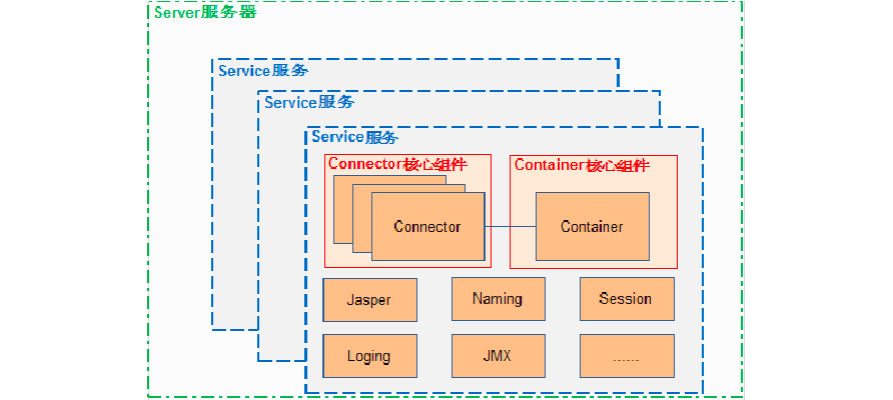 Server服务器
Service服务
Service服务
Service服务
Connector核心组件
Container核心组件
Connector
Container
Jasper
Naming
Session
Loging
JMX
......